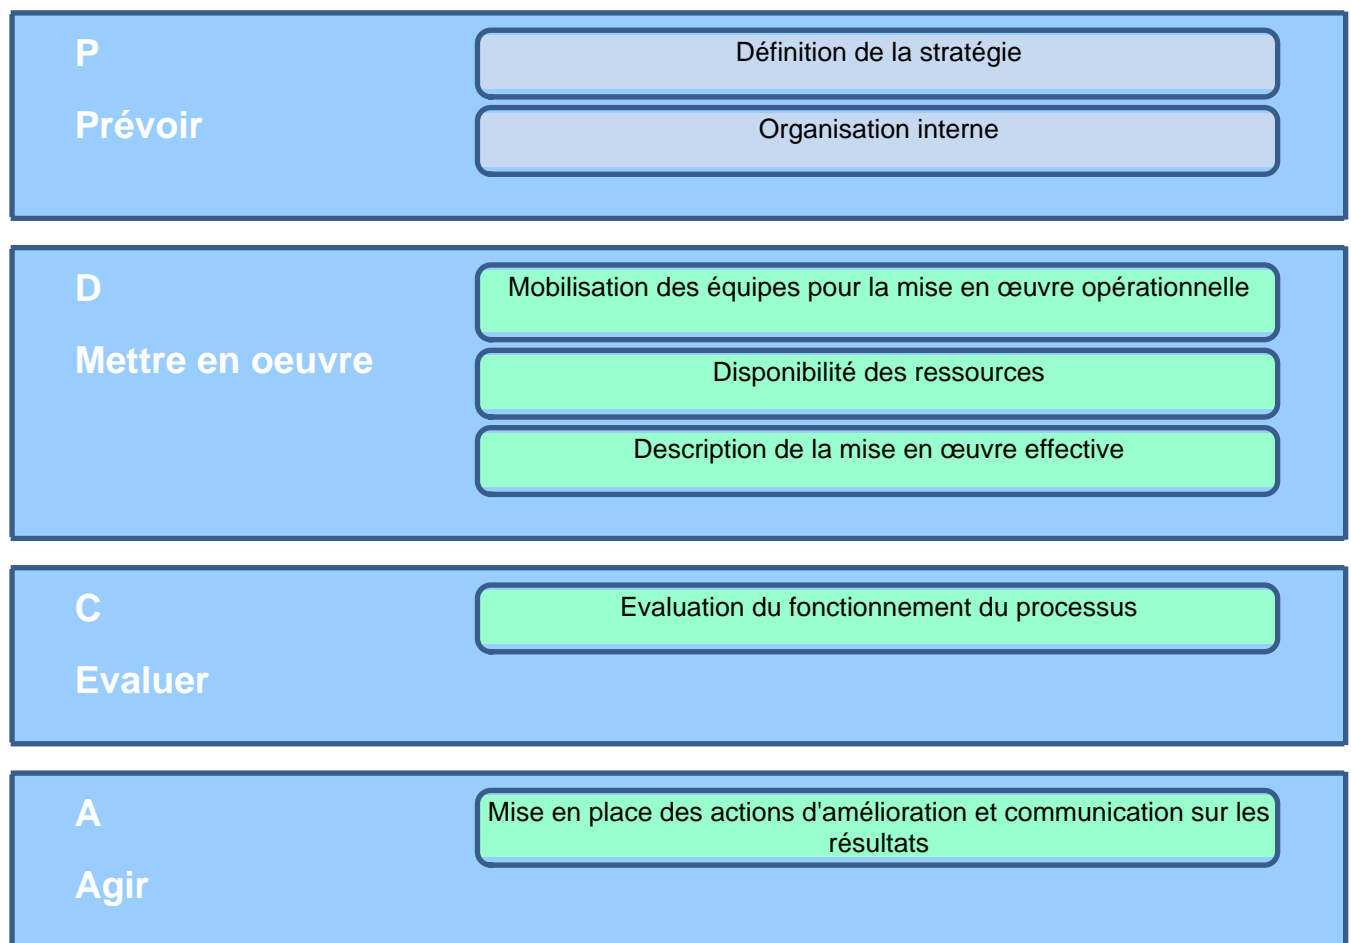 P
Définition de la stratégie
Prévoir
Organisation interne
D
Mobilisation des équipes pour la mise en œuvre opérationnelle
Mettre en oeuvre
Disponibilité des ressources
Description de la mise en œuvre effective
C
Evaluation du fonctionnement du processus
Evaluer
A
Mise en place des actions d'amélioration et communication sur les
résultats
Agir